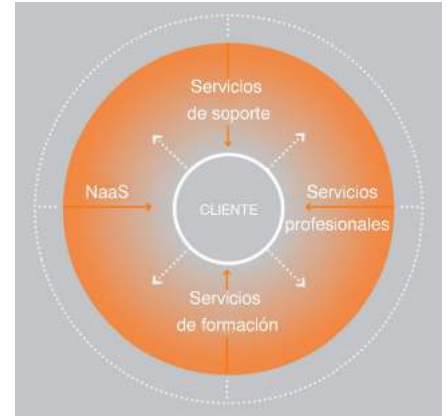 Servicios
de soporte
NaaS
CLIENTE
Servicios
profesionales
Servicios
de formación